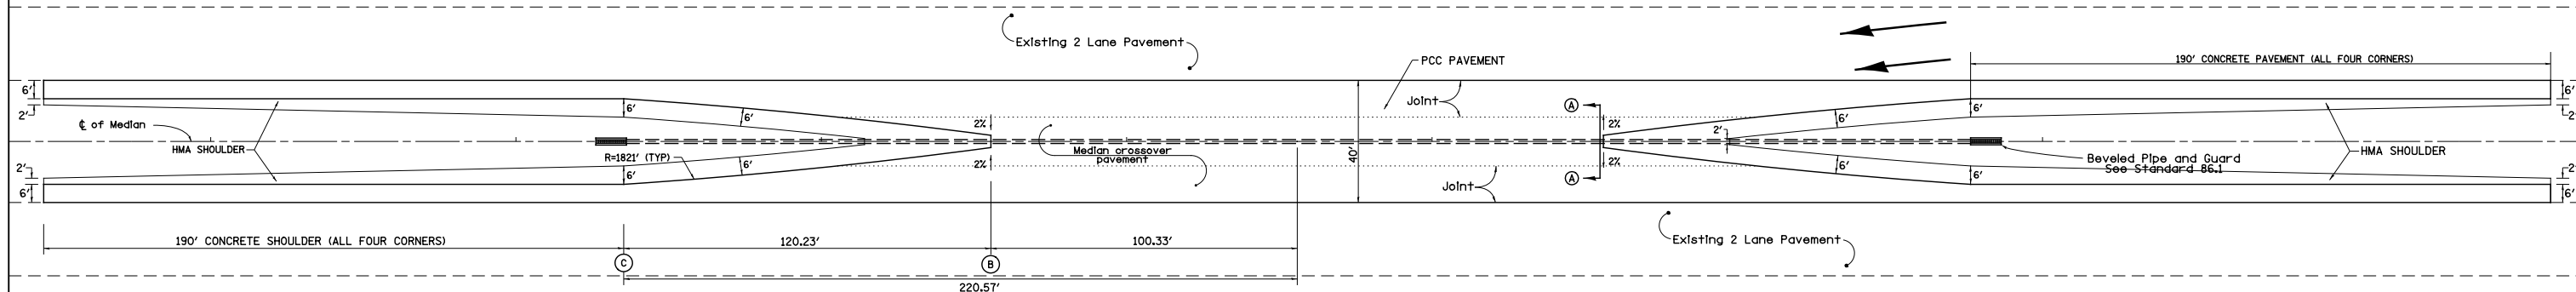 Existing 2 Lane Pavement
PCC PAVEMENT
190' CONCRETE PAVEMENT (ALL FOUR CORNERS)
6'
2'
℄ of Median
HMA SHOULDER
6'
6'
2%
Joint
A
2%
2'
6'
6'
6'
2'
R=1821' (TYP)
Median crossover
pavement
40'
HMA SHOULDER
Beveled Pipe and Guard
See Standard 86.1
2'
6'
6'
6'
2%
Joint
A
2%
6'
6'
2'
6'
190' CONCRETE SHOULDER (ALL FOUR CORNERS)
120.23'
100.33'
Existing 2 Lane Pavement
C
B
220.57'